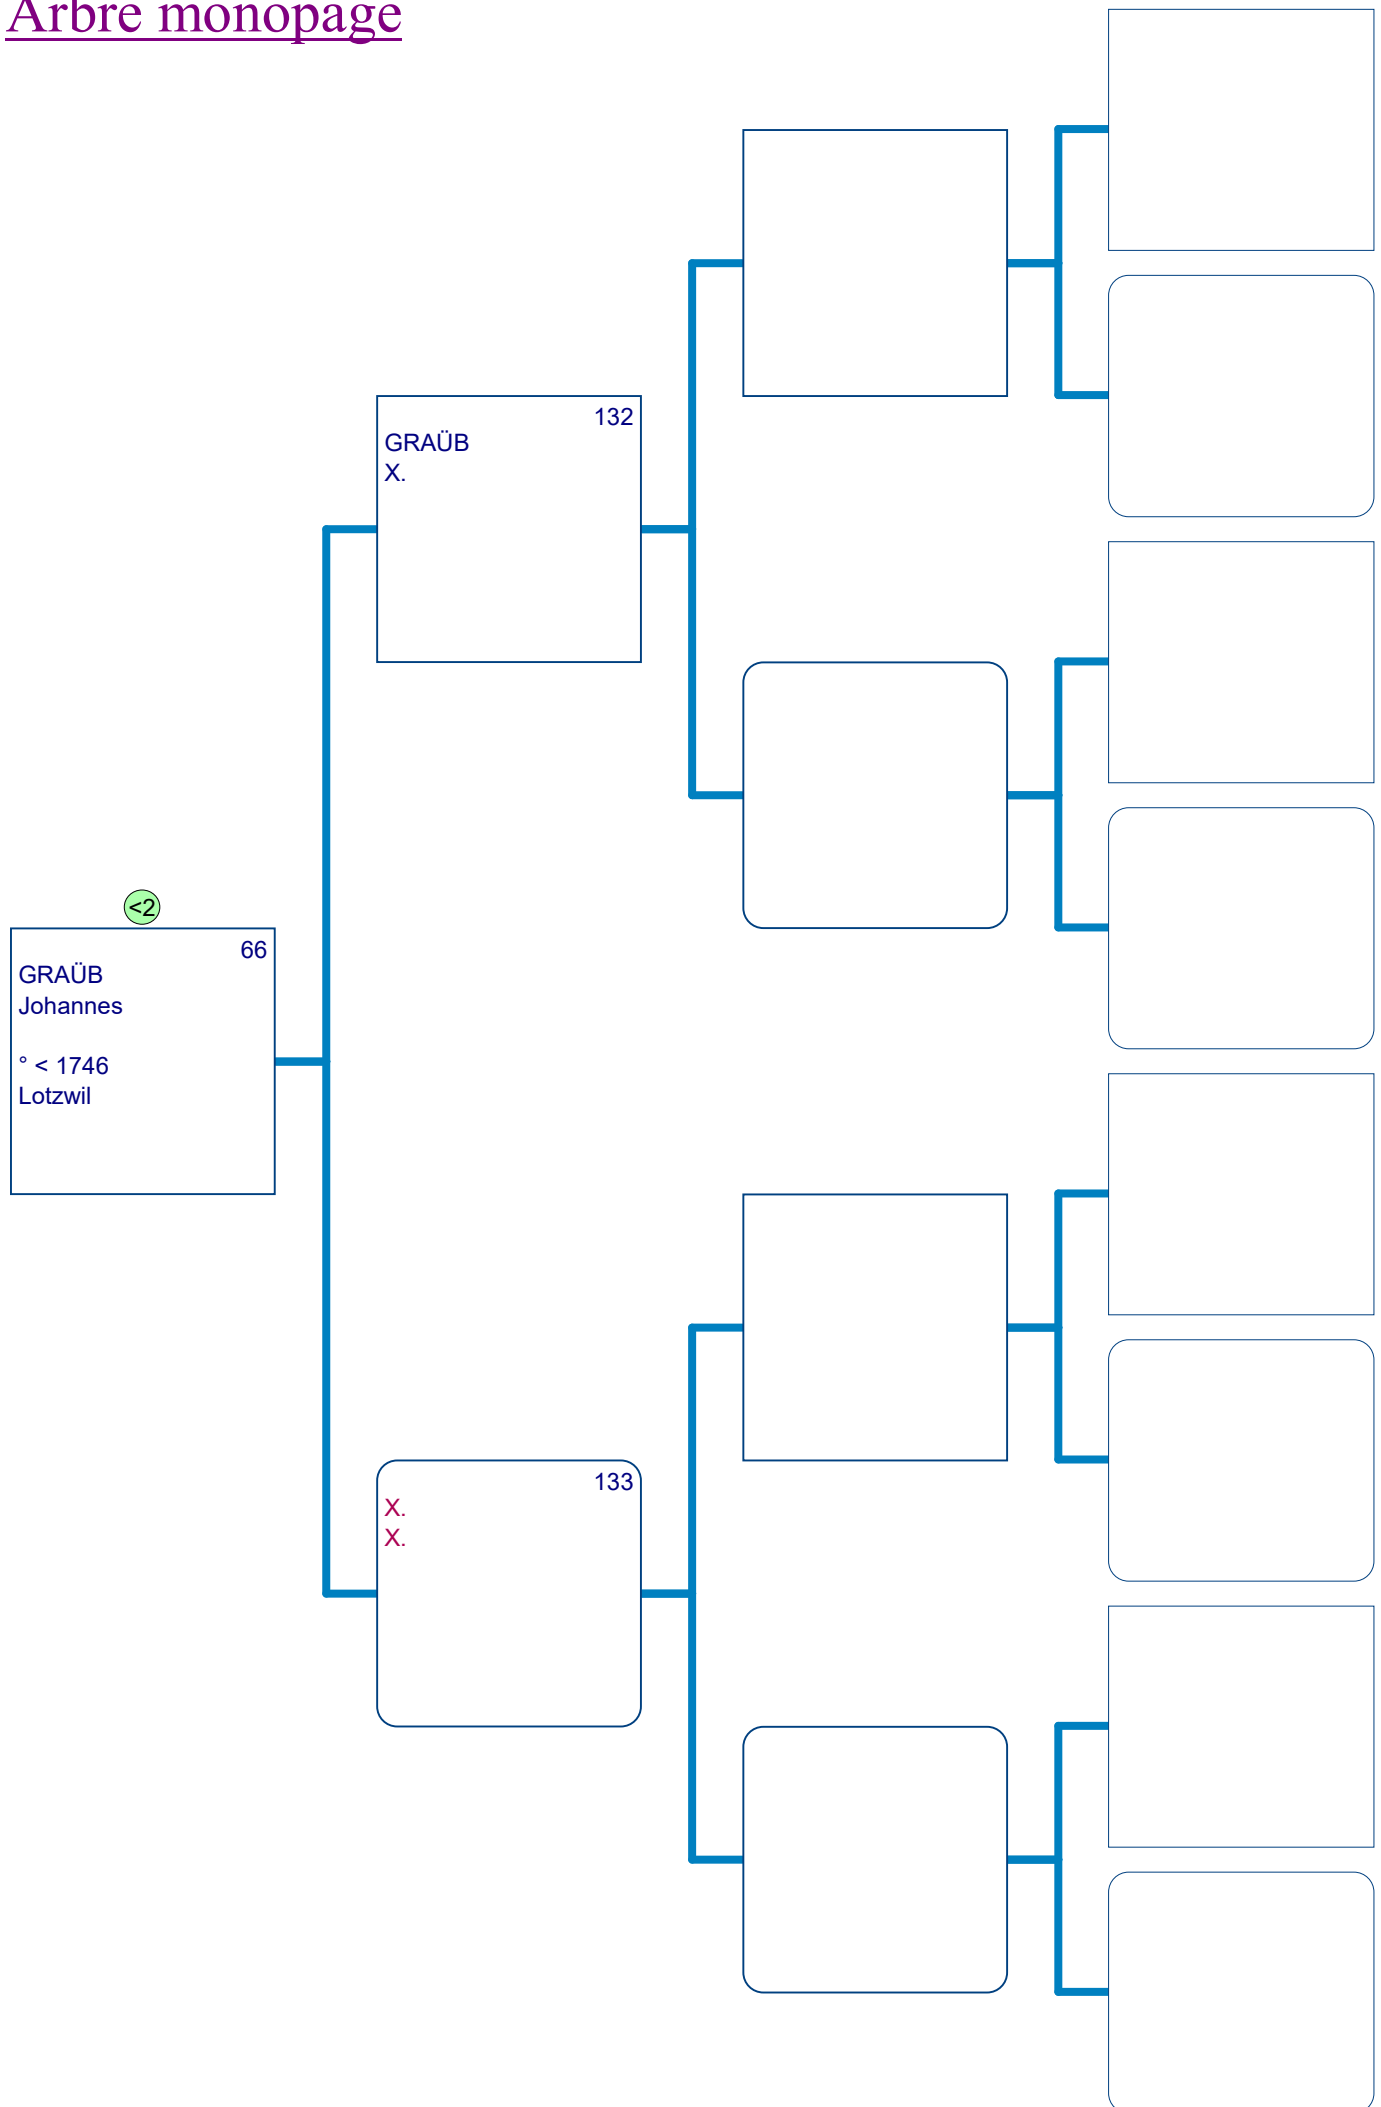 Arbre monopage
132
GRAÜB
X.
<2
66
GRAÜB
Johannes
° < 1746
Lotzwil
133
X.
X.